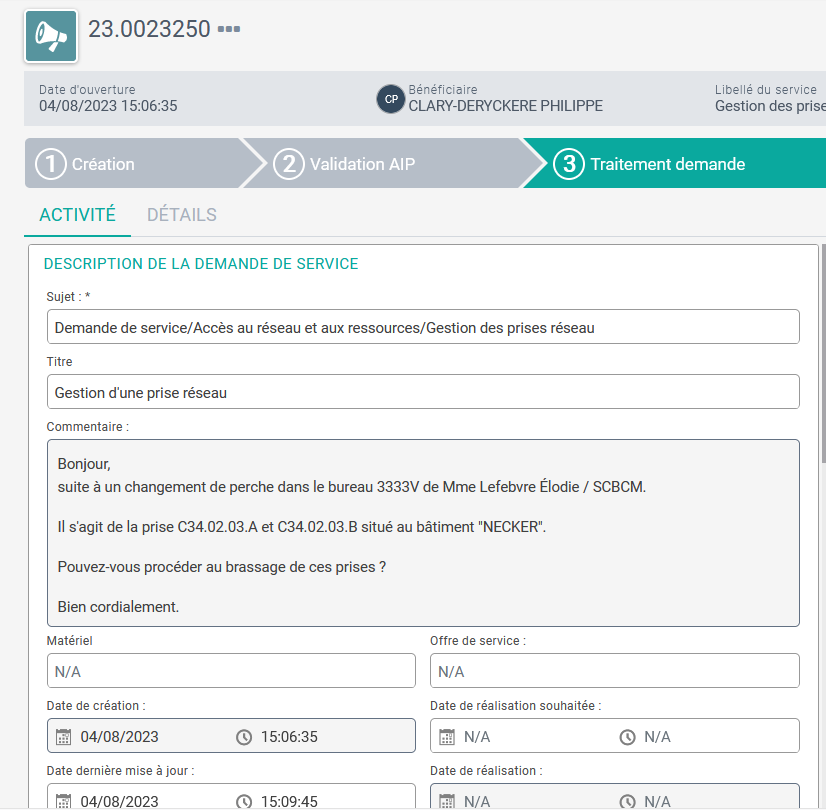 23.0023250
Date d'ouverture
04/08/2023 15:06:35
CP
Bénéficiaire
CLARY-DERYCKERE PHILIPPE
Libellé du service
Gestion des prise
1 Création
2 Validation AIP
3 Traitement demande
ACTIVITÉ DÉTAILS
DESCRIPTION DE LA DEMANDE DE SERVICE
Sujet : *
Demande de service/Accès au réseau et aux ressources/Gestion des prises réseau
Titre
Gestion d'une prise réseau
Commentaire :
Bonjour,
suite à un changement de perche dans le bureau 3333V de Mme Lefebvre Élodie / SCBCM.
Il s'agit de la prise C34.02.03.A et C34.02.03.B situé au bâtiment "NECKER".
Pouvez-vous procéder au brassage de ces prises ?
Bien cordialement.
Matériel
N/A
Offre de service :
N/A
Date de création :
04/08/2023 15:06:35
Date de réalisation souhaitée :
N/A N/A
Date dernière mise à jour :
04/08/2023 15:09:45
Date de réalisation :
N/A N/A